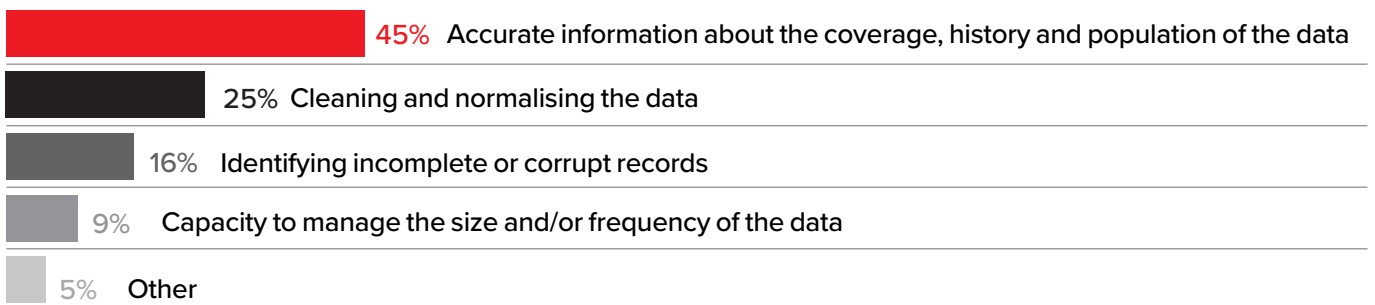 45% Accurate information about the coverage, history and population of the data
25% Cleaning and normalising the data
16% Identifying incomplete or corrupt records
9% Capacity to manage the size and/or frequency of the data
5% Other